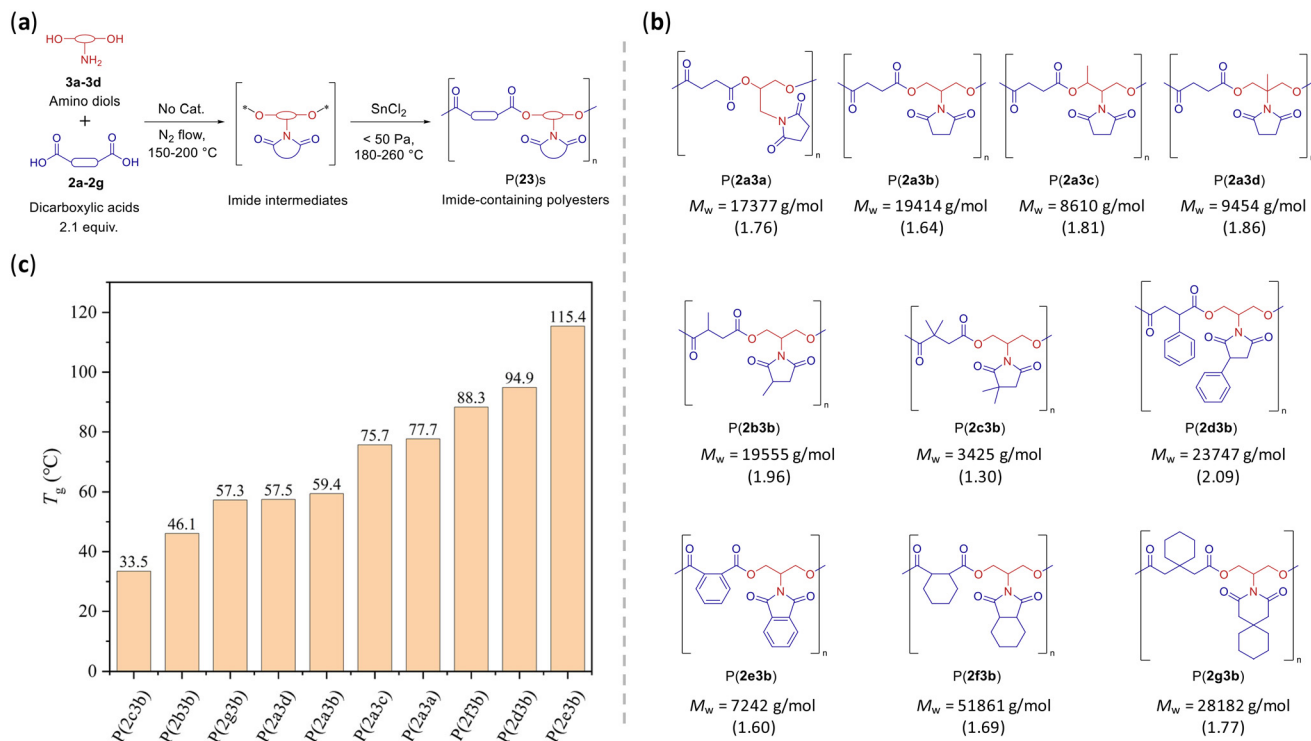 (a)
HO
OH
NH2
3a-3d
Amino diols
+
HO
O
O
OH
2a-2g
Dicarboxylic acids
2.1 equiv.
No Cat.
N2 flow,
150-200 °C
*
O
O
*
N
O
O
Imide intermediates
SnCl2
< 50 Pa,
180-260 °C
O
O
O
O
N
O
O
n
P(23)s
Imide-containing polyesters
(b)
O
O
O
O
N
O
O
n
P(2a3a)
Mw = 17377 g/mol
(1.76)
O
O
O
O
N
O
O
n
P(2a3b)
Mw = 19414 g/mol
(1.64)
O
O
O
O
N
O
O
n
P(2a3c)
Mw = 8610 g/mol
(1.81)
O
O
O
O
N
O
O
n
P(2a3d)
Mw = 9454 g/mol
(1.86)
O
O
O
O
N
O
O
n
P(2b3b)
Mw = 19555 g/mol
(1.96)
O
O
O
O
N
O
O
n
P(2c3b)
Mw = 3425 g/mol
(1.30)
O
O
O
O
N
O
O
n
P(2d3b)
Mw = 23747 g/mol
(2.09)
O
O
O
O
N
O
O
n
P(2e3b)
Mw = 7242 g/mol
(1.60)
O
O
O
O
N
O
O
n
P(2f3b)
Mw = 51861 g/mol
(1.69)
O
O
O
O
N
O
O
n
P(2g3b)
Mw = 28182 g/mol
(1.77)
(c)
Tg (°C)
120
100
80
60
40
20
0
33.5
46.1
57.3
57.5
59.4
75.7
77.7
88.3
94.9
115.4
P(2c3b)
P(2b3b)
P(2g3b)
P(2a3d)
P(2a3b)
P(2a3c)
P(2a3a)
P(2f3b)
P(2d3b)
P(2e3b)